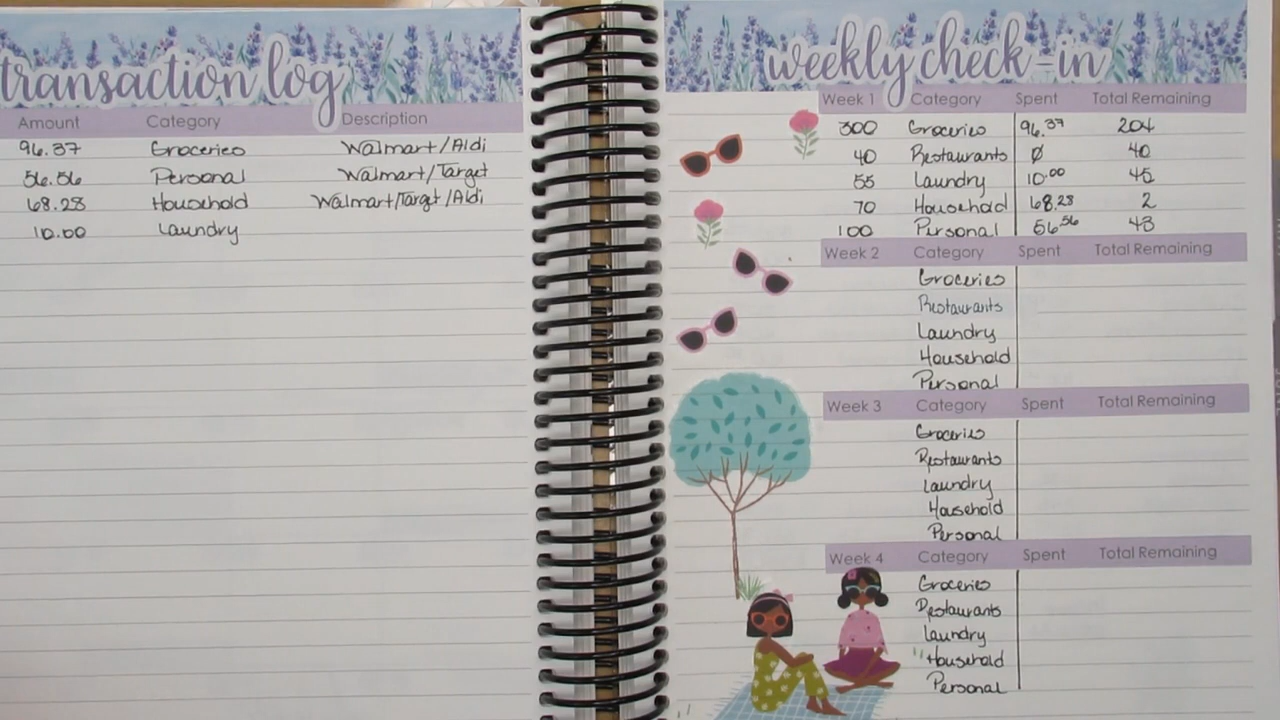 transaction log
Amount Category Description
96.37 Groceries Walmart/Aldi
56.56 Personal Walmart/Target
68.28 Household Walmart/Target/Aldi
10.00 Laundry
weekly check-in
Week 1 Category Spent Total Remaining
300 Groceries 96.37 204
40 Restaurants Ø 40
55 Laundry 10.00 45
70 Household 68.28 2
100 Personal 56.56 43
Week 2 Category Spent Total Remaining
Groceries
Restaurants
Laundry
Household
Personal
Week 3 Category Spent Total Remaining
Groceries
Restaurants
Laundry
Household
Personal
Week 4 Category Spent Total Remaining
Groceries
Restaurants
Laundry
Household
Personal